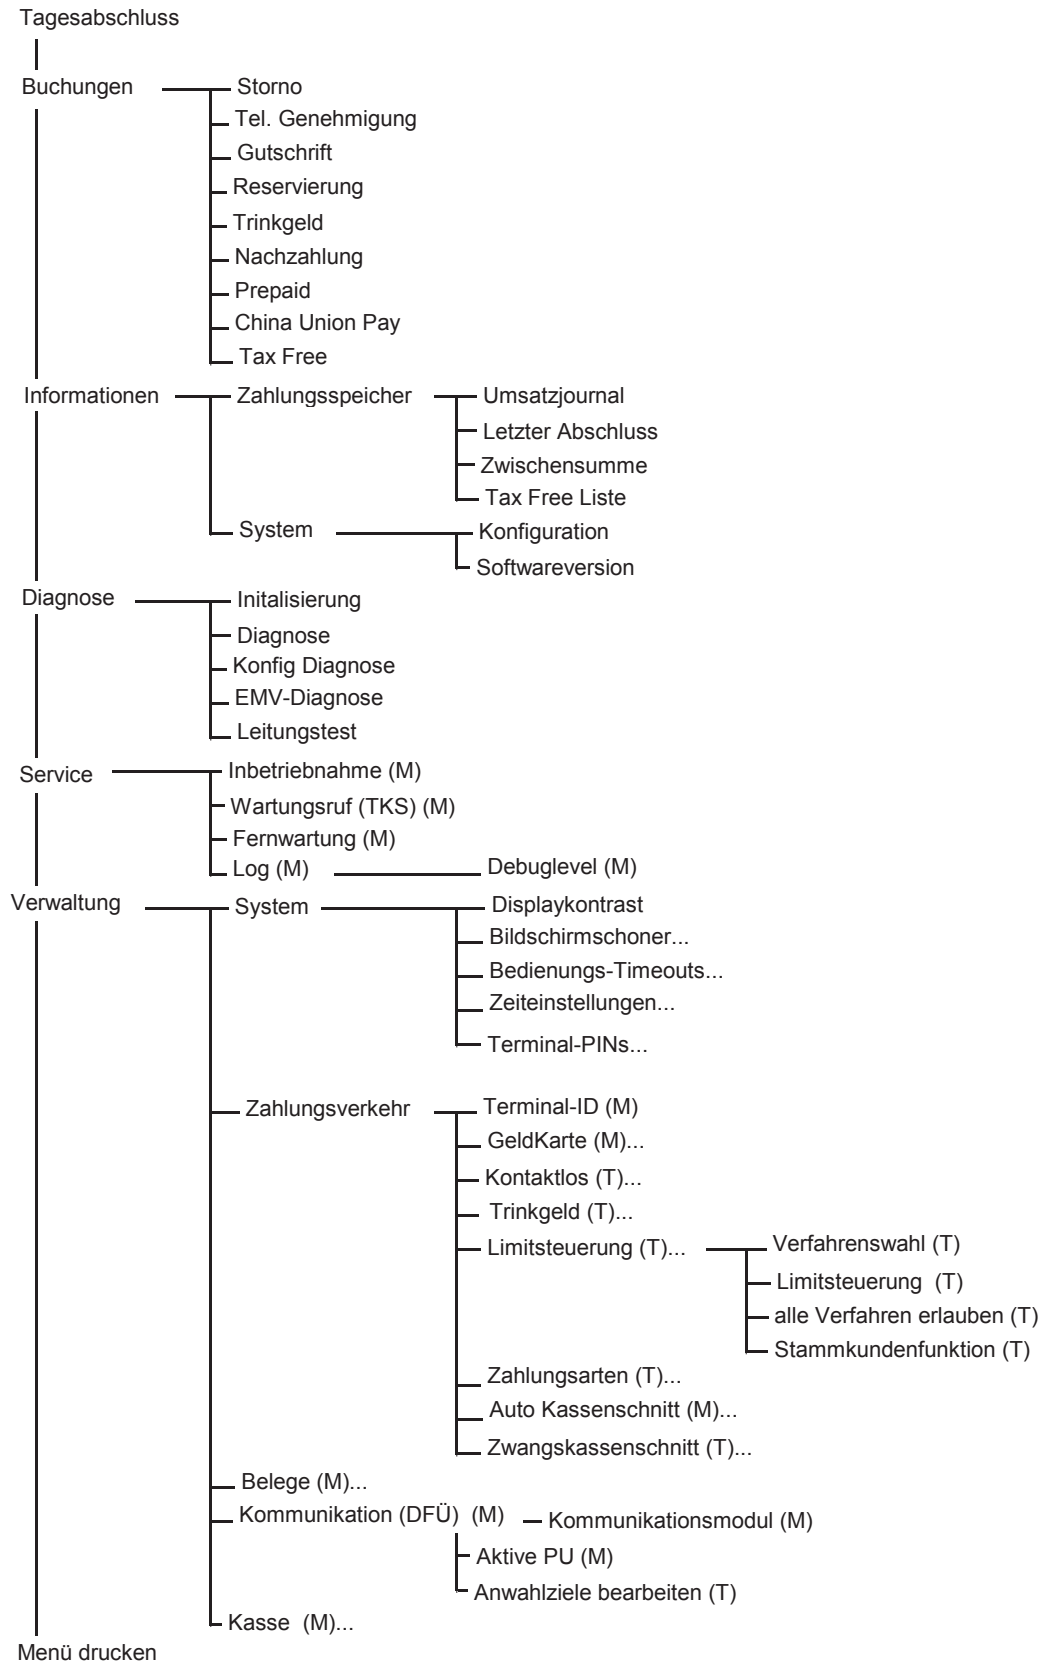 Tagesabschluss
Buchungen
Storno
Tel. Genehmigung
Gutschrift
Reservierung
Trinkgeld
Nachzahlung
Prepaid
China Union Pay
Tax Free
Informationen
Zahlungsspeicher
Umsatzjournal
Letzter Abschluss
Zwischensumme
Tax Free Liste
System
Konfiguration
Softwareversion
Diagnose
Initalisierung
Diagnose
Konfig Diagnose
EMV-Diagnose
Leitungstest
Service
Inbetriebnahme (M)
Wartungsruf (TKS) (M)
Fernwartung (M)
Log (M)
Debuglevel (M)
Verwaltung
System
Displaykontrast
Bildschirmschoner...
Bedienungs-Timeouts...
Zeiteinstellungen...
Terminal-PINs...
Zahlungsverkehr
Terminal-ID (M)
GeldKarte (M)...
Kontaktlos (T)...
Trinkgeld (T)...
Limitsteuerung (T)...
Verfahrenswahl (T)
Limitsteuerung (T)
alle Verfahren erlauben (T)
Stammkundenfunktion (T)
Zahlungsarten (T)...
Auto Kassenschnitt (M)...
Zwangskassenschnitt (T)...
Belege (M)...
Kommunikation (DFÜ) (M)
Kommunikationsmodul (M)
Aktive PU (M)
Anwahlziele bearbeiten (T)
Kasse (M)...
Menü drucken